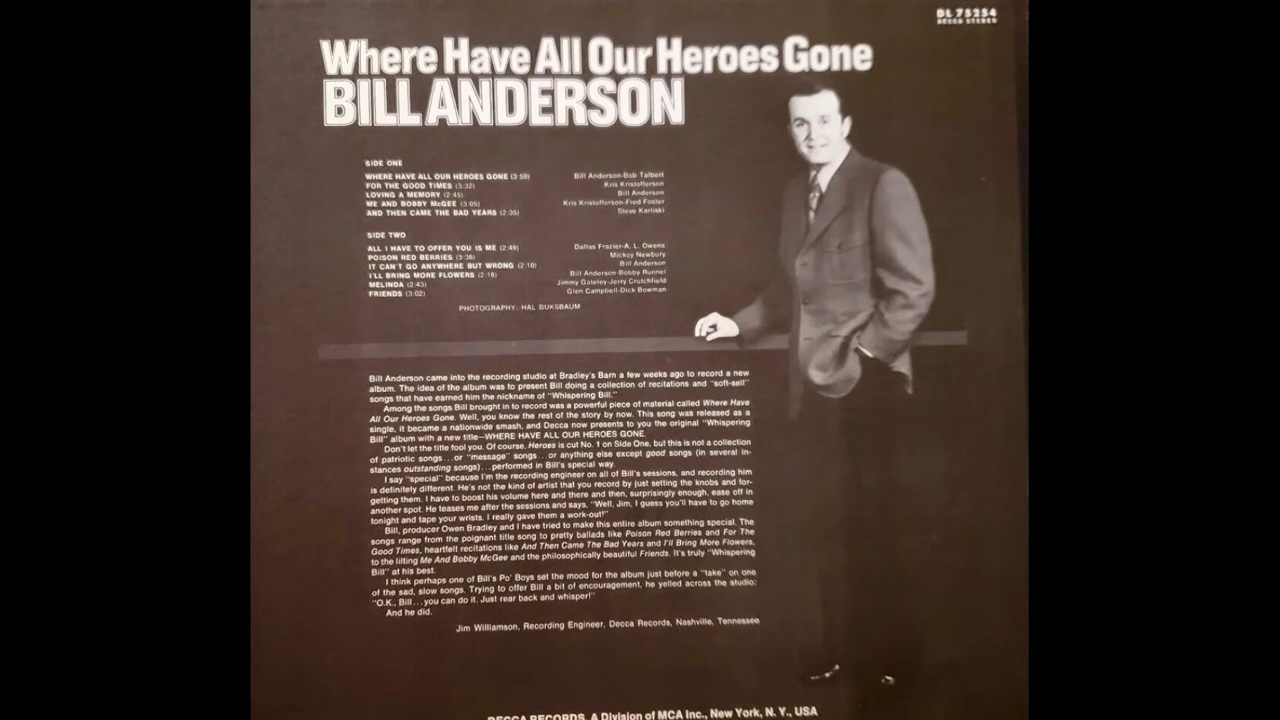 DL 75254
DECCA STEREO
Where Have All Our Heroes Gone
BILL ANDERSON
SIDE ONE
WHERE HAVE ALL OUR HEROES GONE (3:59) Bill Anderson-Bob Talbert
FOR THE GOOD TIMES (3:32) Kris Kristofferson
LOVING A MEMORY (2:45) Bill Anderson
ME AND BOBBY McGEE (3:05) Kris Kristofferson-Fred Foster
AND THEN CAME THE BAD YEARS (2:35) Steve Karliski
SIDE TWO
ALL I HAVE TO OFFER YOU IS ME (2:49) Dallas Frazier-A. L. Owens
POISON RED BERRIES (3:38) Mickey Newbury
IT CAN'T GO ANYWHERE BUT WRONG (2:10) Bill Anderson
I'LL BRING MORE FLOWERS (2:18) Bill Anderson-Bobby Runnel
MELINDA (2:43) Jimmy Gateley-Jerry Crutchfield
FRIENDS (3:02) Glen Campbell-Dick Bowman
PHOTOGRAPHY: HAL BUKSBAUM
Bill Anderson came into the recording studio at Bradley's Barn a few weeks ago to record a new
album. The idea of the album was to present Bill doing a collection of recitations and "soft-sell"
songs that have earned him the nickname of "Whispering Bill."
Among the songs Bill brought in to record was a powerful piece of material called Where Have
All Our Heroes Gone. Well, you know the rest of the story by now. This song was released as a
single, it became a nationwide smash, and Decca now presents to you the original "Whispering
Bill" album with a new title—WHERE HAVE ALL OUR HEROES GONE.
Don't let the title fool you. Of course, Heroes is cut No. 1 on Side One, but this is not a collection
of patriotic songs...or "message" songs...or anything else except good songs (in several in-
stances outstanding songs)...performed in Bill's special way.
I say "special" because I'm the recording engineer on all of Bill's sessions, and recording him
is definitely different. He's not the kind of artist that you record by just setting the knobs and for-
getting them. I have to boost his volume here and there and then, surprisingly enough, ease off in
another spot. He teases me after the sessions and says, "Well, Jim, I guess you'll have to go home
tonight and tape your wrists. I really gave them a work-out!"
Bill, producer Owen Bradley and I have tried to make this entire album something special. The
songs range from the poignant title song to pretty ballads like Poison Red Berries and For The
Good Times, heartfelt recitations like And Then Came The Bad Years and I'll Bring More Flowers,
to the lilting Me And Bobby McGee and the philosophically beautiful Friends. It's truly "Whispering
Bill" at his best.
I think perhaps one of Bill's Po' Boys set the mood for the album just before a "take" on one
of the sad, slow songs. Trying to offer Bill a bit of encouragement, he yelled across the studio:
"O.K., Bill...you can do it. Just rear back and whisper!"
And he did.
Jim Williamson, Recording Engineer, Decca Records, Nashville, Tennessee
DECCA RECORDS, A Division of MCA Inc., New York, N. Y., USA